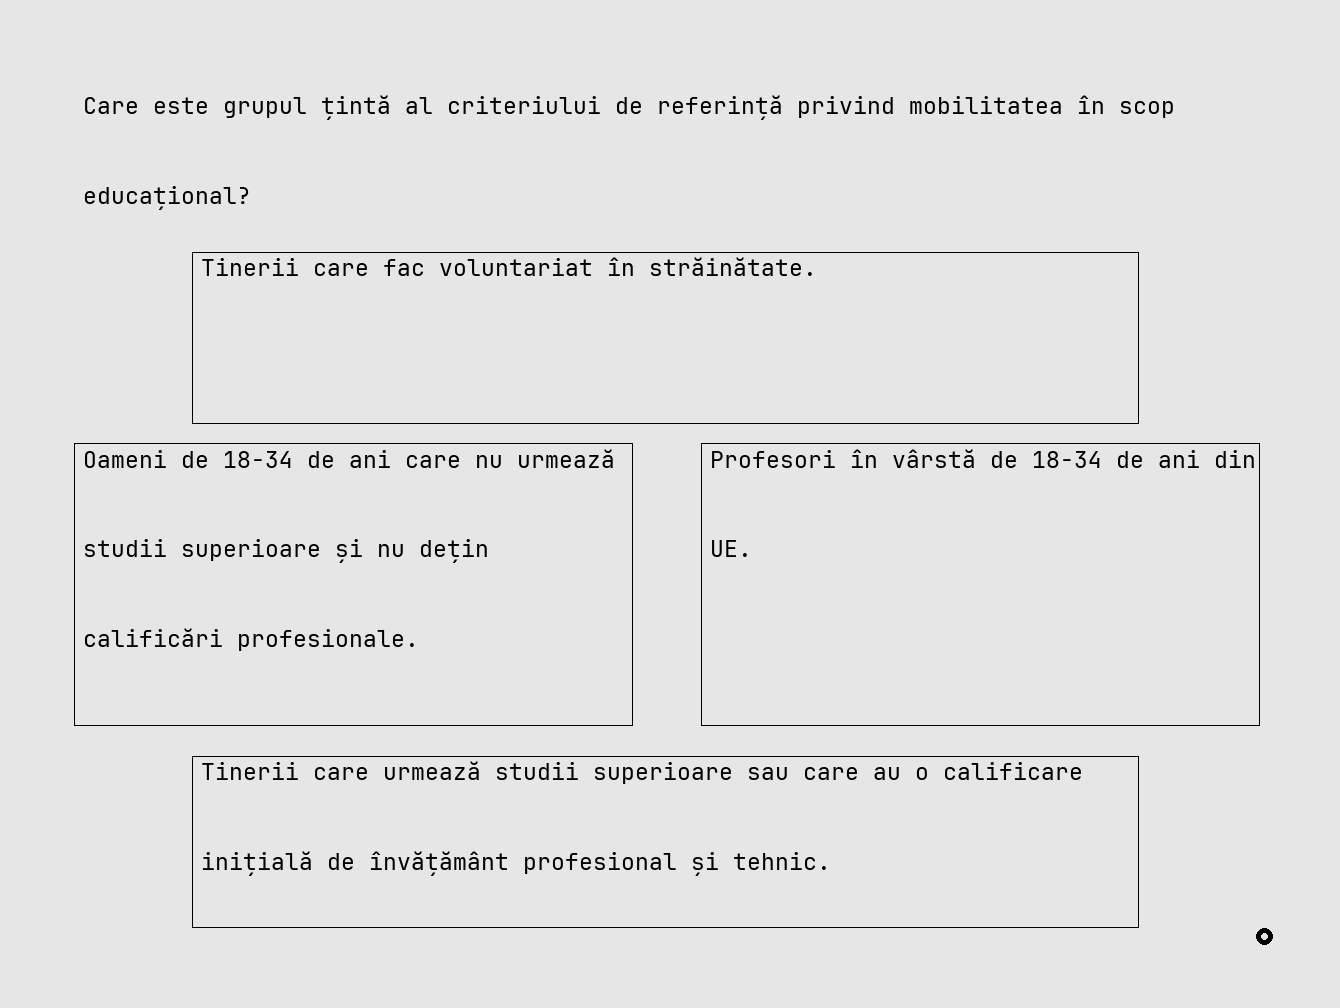 Care este grupul țintă al criteriului de referință privind mobilitatea în scop
educațional?
Tinerii care fac voluntariat în străinătate.
Oameni de 18-34 de ani care nu urmează
studii superioare și nu dețin
calificări profesionale.
Profesori în vârstă de 18-34 de ani din
UE.
Tinerii care urmează studii superioare sau care au o calificare
inițială de învățământ profesional și tehnic.